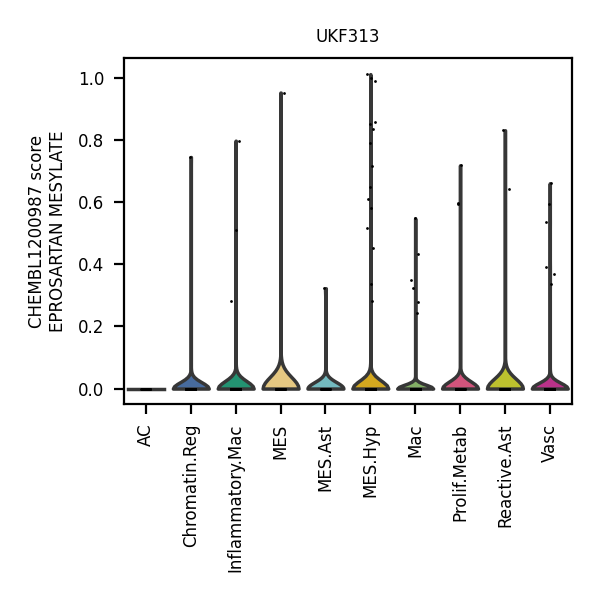 UKF313
CHEMBL1200987 score
EPROSARTAN MESYLATE
1.0
0.8
0.6
0.4
0.2
0.0
AC
Chromatin.Reg
Inflammatory.Mac
MES
MES.Ast
MES.Hyp
Mac
Prolif.Metab
Reactive.Ast
Vasc